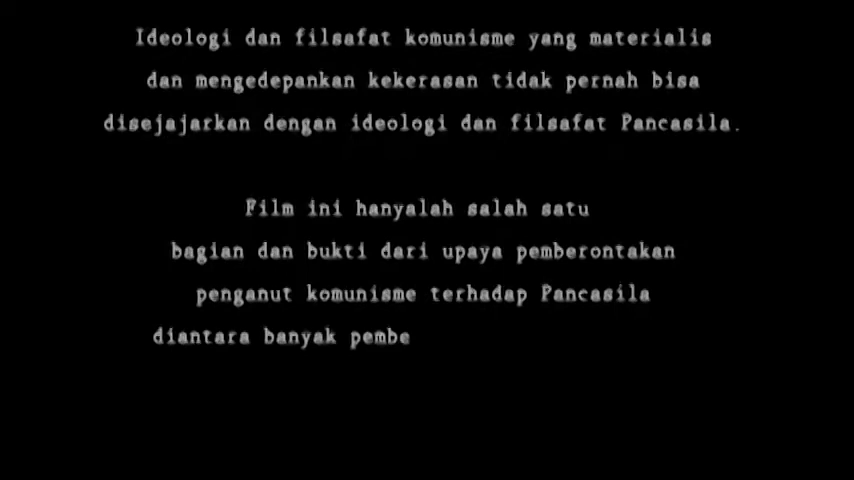 Ideologi dan filsafat komunisme yang materialis
dan mengedepankan kekerasan tidak pernah bisa
disejajarkan dengan ideologi dan filsafat Pancasila.
Film ini hanyalah salah satu
bagian dan bukti dari upaya pemberontakan
penganut komunisme terhadap Pancasila
diantara banyak pembe